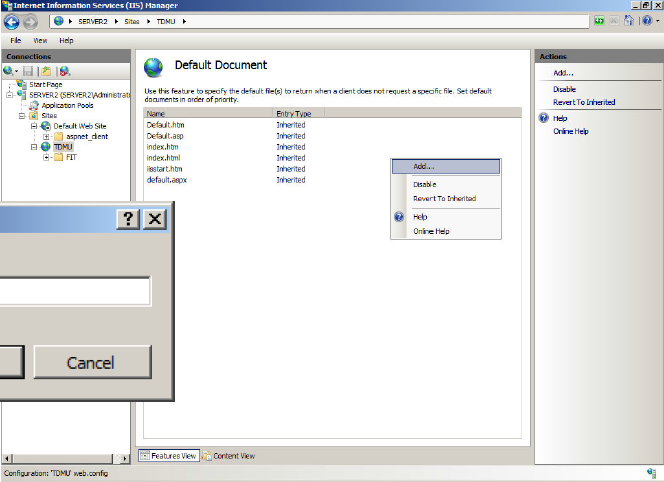 Internet Information Services (IIS) Manager
SERVER2 Sites TDMU
File View Help
Connections
Start Page
SERVER2 (SERVER2\Administrato
Application Pools
Sites
Default Web Site
aspnet_client
TDMU
FIT
Default Document
Use this feature to specify the default file(s) to return when a client does not request a specific file. Set default
documents in order of priority.
Name Entry Type
Default.htm Inherited
Default.asp Inherited
index.htm Inherited
index.html Inherited
iisstart.htm Inherited
default.aspx Inherited
Add...
Disable
Revert To Inherited
Help
Online Help
Cancel
Features View Content View
Actions
Add...
Disable
Revert To Inherited
Help
Online Help
Configuration: 'TDMU' web.config